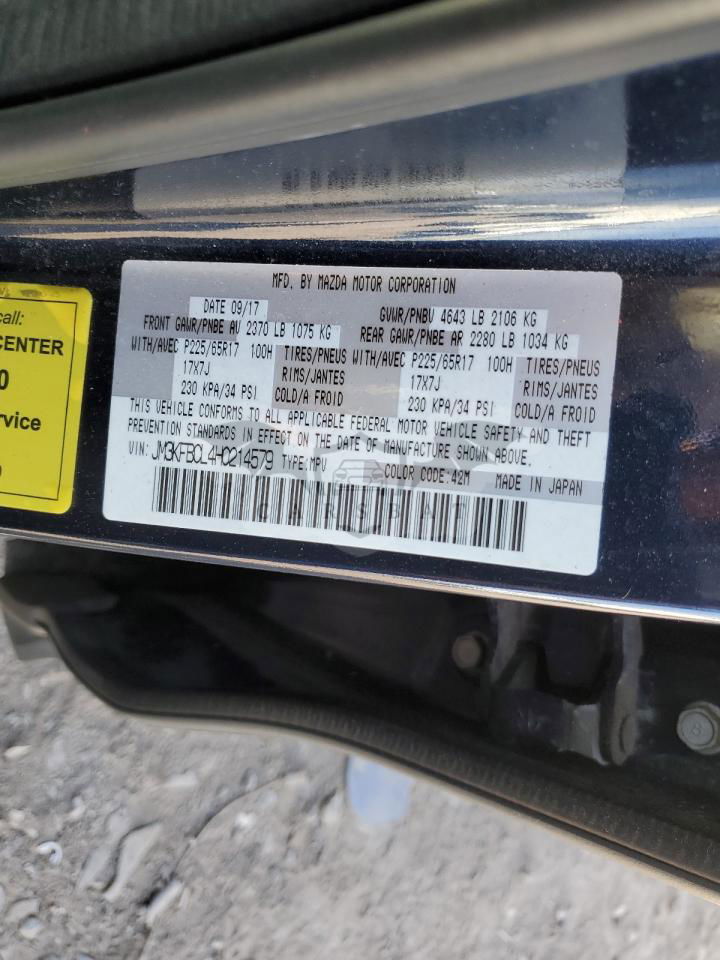 MFD. BY MAZDA MOTOR CORPORATION
DATE 09/17
GVWR/PNBV 4643 LB 2106 KG
FRONT GAWR/PNBE AV 2370 LB 1075 KG
REAR GAWR/PNBE AR 2280 LB 1034 KG
WITH/AVEC P225/65R17 100H TIRES/PNEUS WITH/AVEC P225/65R17 100H TIRES/PNEUS
17X7J RIMS/JANTES 17X7J RIMS/JANTES
230 KPA/34 PSI COLD/A FROID 230 KPA/34 PSI COLD/A FROID
THIS VEHICLE CONFORMS TO ALL APPLICABLE FEDERAL MOTOR VEHICLE SAFETY AND THEFT
PREVENTION STANDARDS IN EFFECT ON THE DATE OF MANUFACTURE SHOWN ABOVE.
VIN: JM3KFBCL4H0214579 TYPE:MPV COLOR CODE:42M MADE IN JAPAN
CARSBAT
call:
CENTER
0
ervice